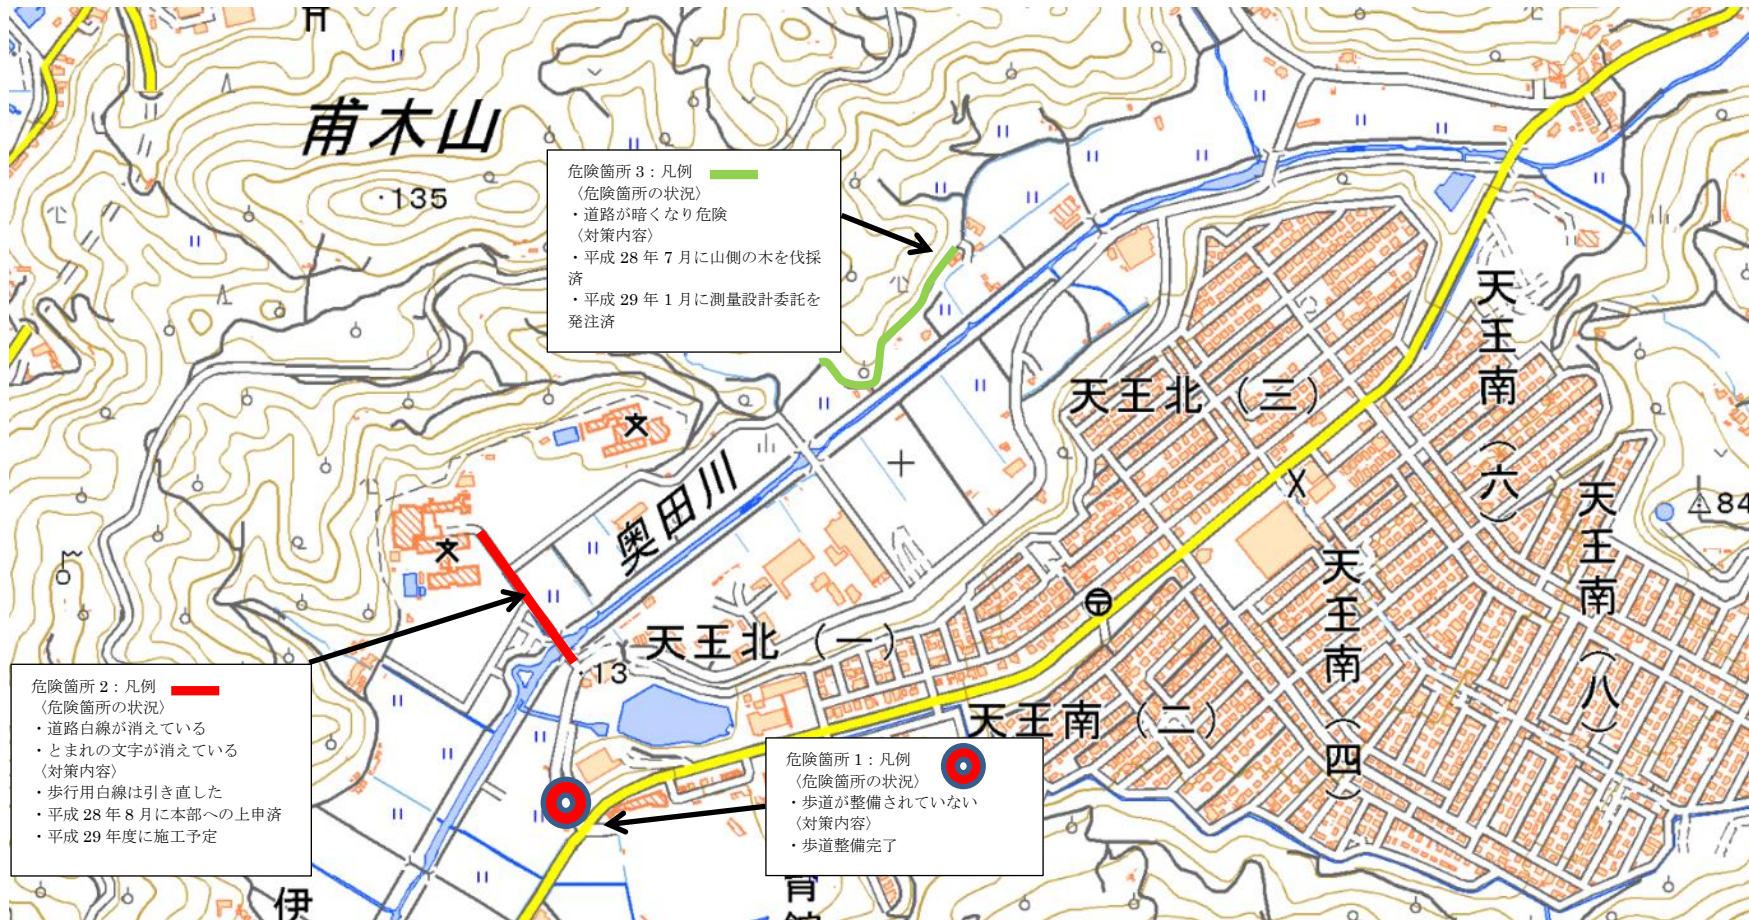 甫木山
135
危険箇所3：凡例
〈危険箇所の状況〉
・道路が暗くなり危険
〈対策内容〉
・平成28年7月に山側の木を伐採
済
・平成29年1月に測量設計委託を
発注済
天王北（三）
天王南（六）
天王南（八）
84
奥田川
天王北（一）
13
天王南（四）
天王南（二）
危険箇所2：凡例
〈危険箇所の状況〉
・道路白線が消えている
・とまれの文字が消えている
〈対策内容〉
・歩行用白線は引き直した
・平成28年8月に本部への上申済
・平成29年度に施工予定
危険箇所1：凡例
〈危険箇所の状況〉
・歩道が整備されていない
〈対策内容〉
・歩道整備完了
伊